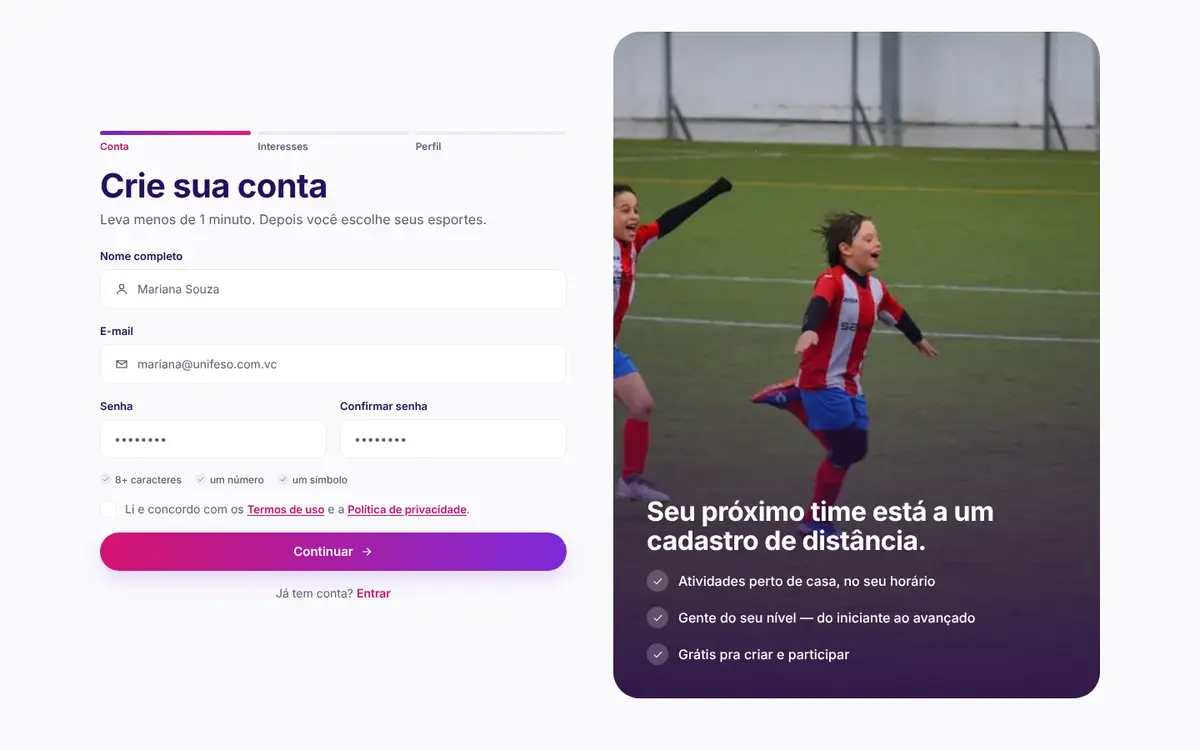 Conta
Interesses
Perfil
Crie sua conta
Leva menos de 1 minuto. Depois você escolhe seus esportes.
Nome completo
Mariana Souza
E-mail
mariana@unifeso.com.vc
Senha
Confirmar senha
••••••••
••••••••
8+ caracteres
um número
um símbolo
Li e concordo com os Termos de uso e a Política de privacidade.
Continuar →
Já tem conta? Entrar
Seu próximo time está a um
cadastro de distância.
Atividades perto de casa, no seu horário
Gente do seu nível — do iniciante ao avançado
Grátis pra criar e participar